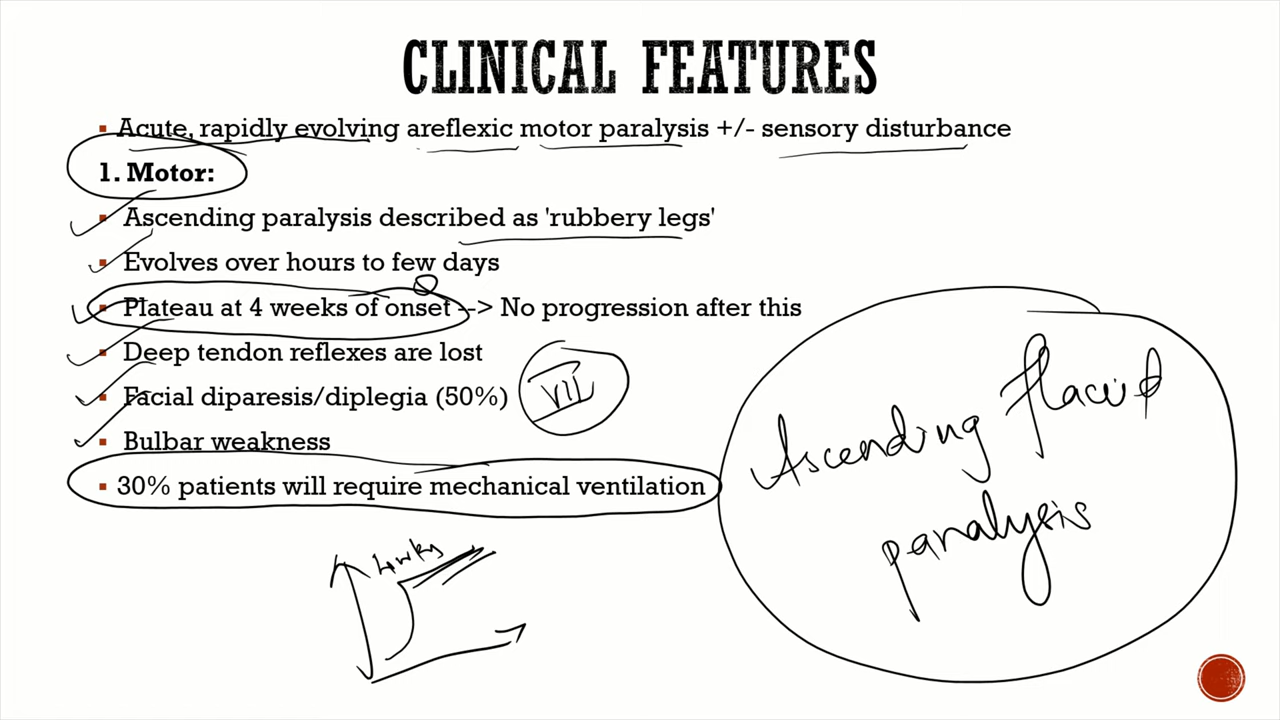 CLINICAL FEATURES
▪ Acute, rapidly evolving areflexic motor paralysis +/- sensory disturbance
1. Motor:
▪ Ascending paralysis described as 'rubbery legs'
▪ Evolves over hours to few days
▪ Plateau at 4 weeks of onset --> No progression after this
▪ Deep tendon reflexes are lost
▪ Facial diparesis/diplegia (50%)
VII
▪ Bulbar weakness
▪ 30% patients will require mechanical ventilation
Ascending flaccid
paralysis
4 wks